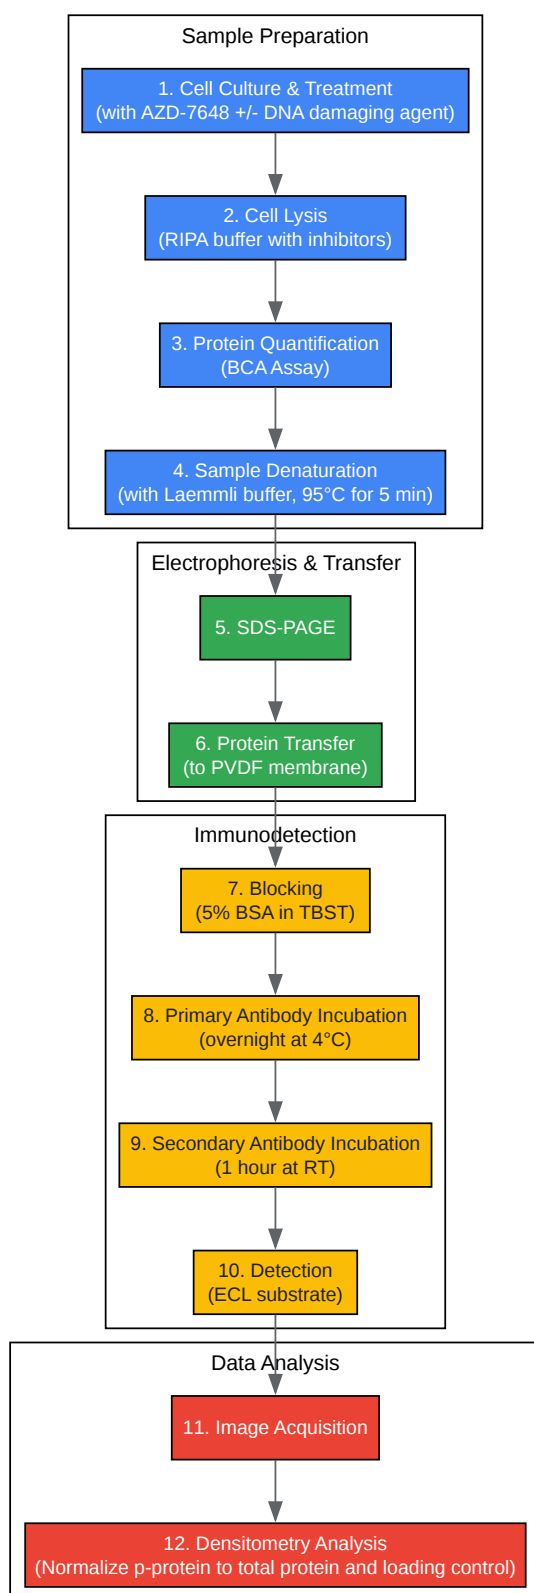 Sample Preparation
1. Cell Culture & Treatment
(with AZD-7648 +/- DNA damaging agent)
2. Cell Lysis
(RIPA buffer with inhibitors)
3. Protein Quantification
(BCA Assay)
4. Sample Denaturation
(with Laemmli buffer, 95°C for 5 min)
Electrophoresis & Transfer
5. SDS-PAGE
6. Protein Transfer
(to PVDF membrane)
Immunodetection
7. Blocking
(5% BSA in TBST)
8. Primary Antibody Incubation
(overnight at 4°C)
9. Secondary Antibody Incubation
(1 hour at RT)
10. Detection
(ECL substrate)
Data Analysis
11. Image Acquisition
12. Densitometry Analysis
(Normalize p-protein to total protein and loading control)